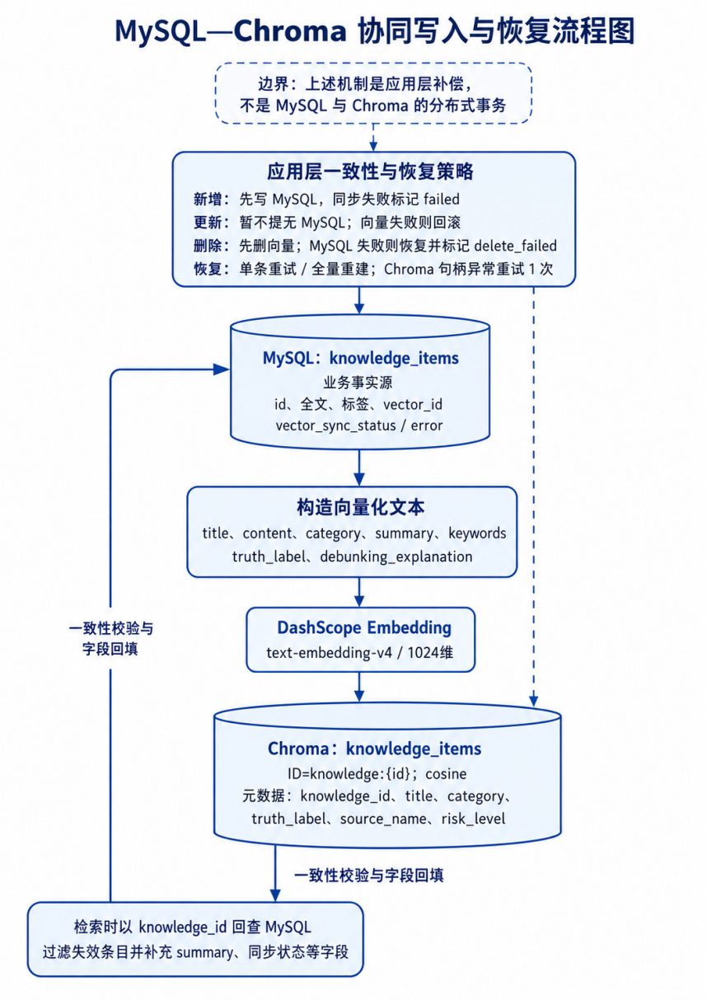 MySQL—Chroma 协同写入与恢复流程图
边界：上述机制是应用层补偿，
不是 MySQL 与 Chroma 的分布式事务
应用层一致性与恢复策略
新增：先写 MySQL，同步失败标记 failed
更新：暂不提无 MySQL；向量失败则回滚
删除：先删向量；MySQL 失败则恢复并标记 delete_failed
恢复：单条重试 / 全量重建；Chroma 句柄异常重试 1 次
MySQL：knowledge_items
业务事实源
id、全文、标签、vector_id
vector_sync_status / error
构造向量化文本
title、content、category、summary、keywords
truth_label、debunking_explanation
一致性校验与
字段回填
DashScope Embedding
text-embedding-v4 / 1024维
Chroma：knowledge_items
ID=knowledge:{id}；cosine
元数据：knowledge_id、title、category、
truth_label、source_name、risk_level
一致性校验与字段回填
检索时以 knowledge_id 回查 MySQL
过滤失效条目并补充 summary、同步状态等字段